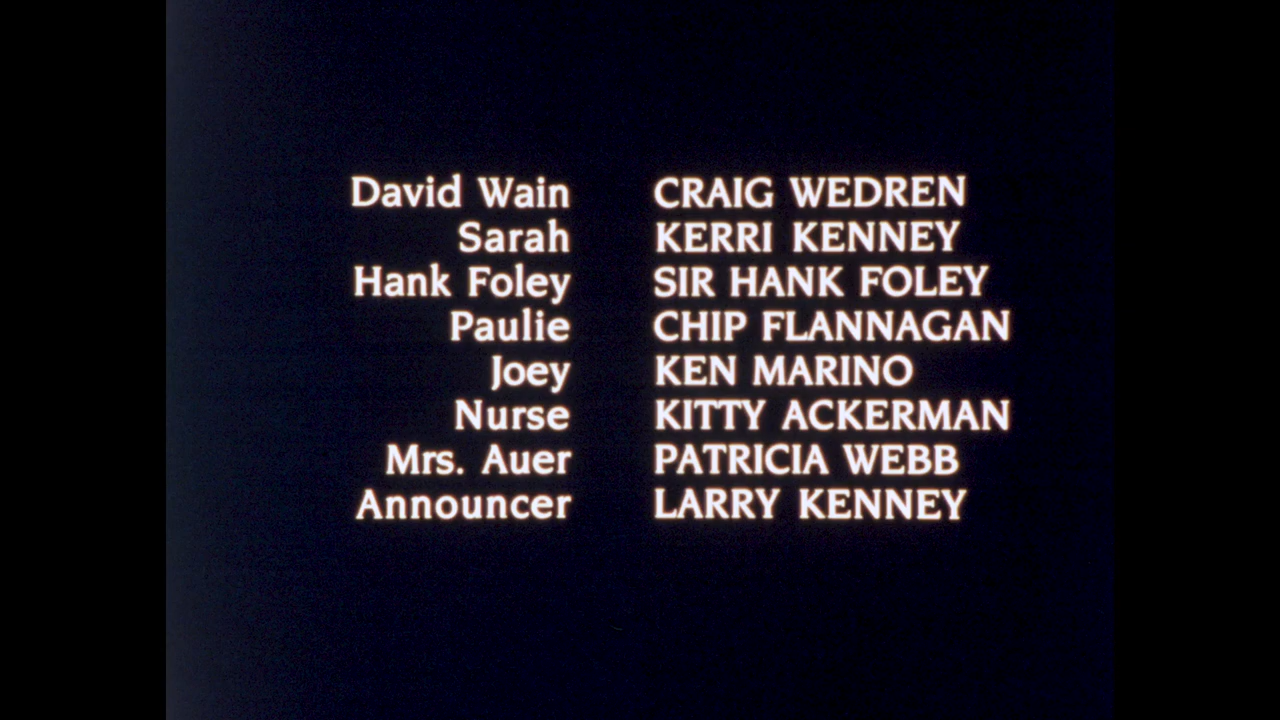 David Wain CRAIG WEDREN
Sarah KERRI KENNEY
Hank Foley SIR HANK FOLEY
Paulie CHIP FLANNAGAN
Joey KEN MARINO
Nurse KITTY ACKERMAN
Mrs. Auer PATRICIA WEBB
Announcer LARRY KENNEY